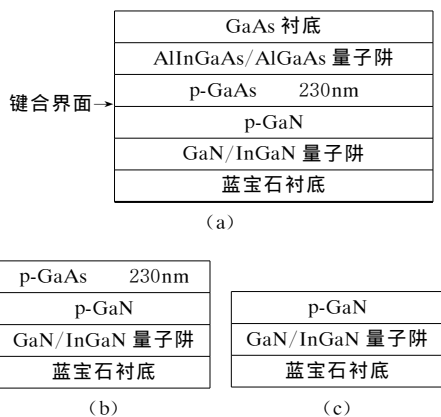 GaAs 衬底
AlInGaAs/AlGaAs 量子阱
键合界面→ p-GaAs 230nm
p-GaN
GaN/InGaN 量子阱
蓝宝石衬底
(a)
p-GaAs 230nm
p-GaN
GaN/InGaN 量子阱
蓝宝石衬底
(b)
p-GaN
GaN/InGaN 量子阱
蓝宝石衬底
(c)